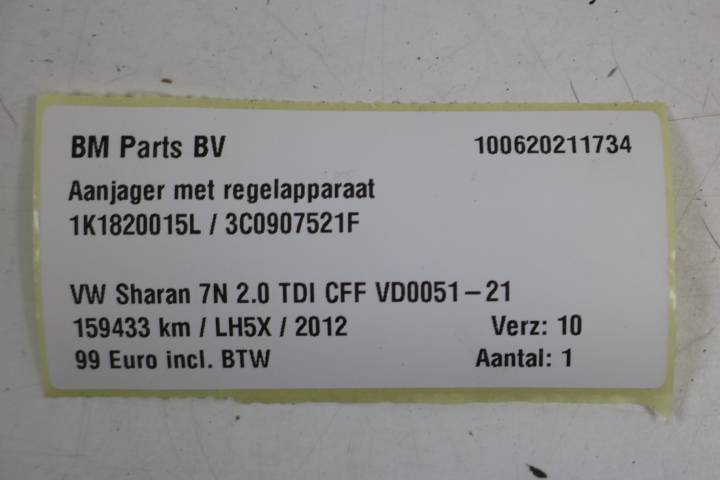 BM Parts BV 100620211734
Aanjager met regelapparaat
1K1820015L / 3C0907521F
VW Sharan 7N 2.0 TDI CFF VD0051-21
159433 km / LH5X / 2012 Verz: 10
99 Euro incl. BTW Aantal: 1